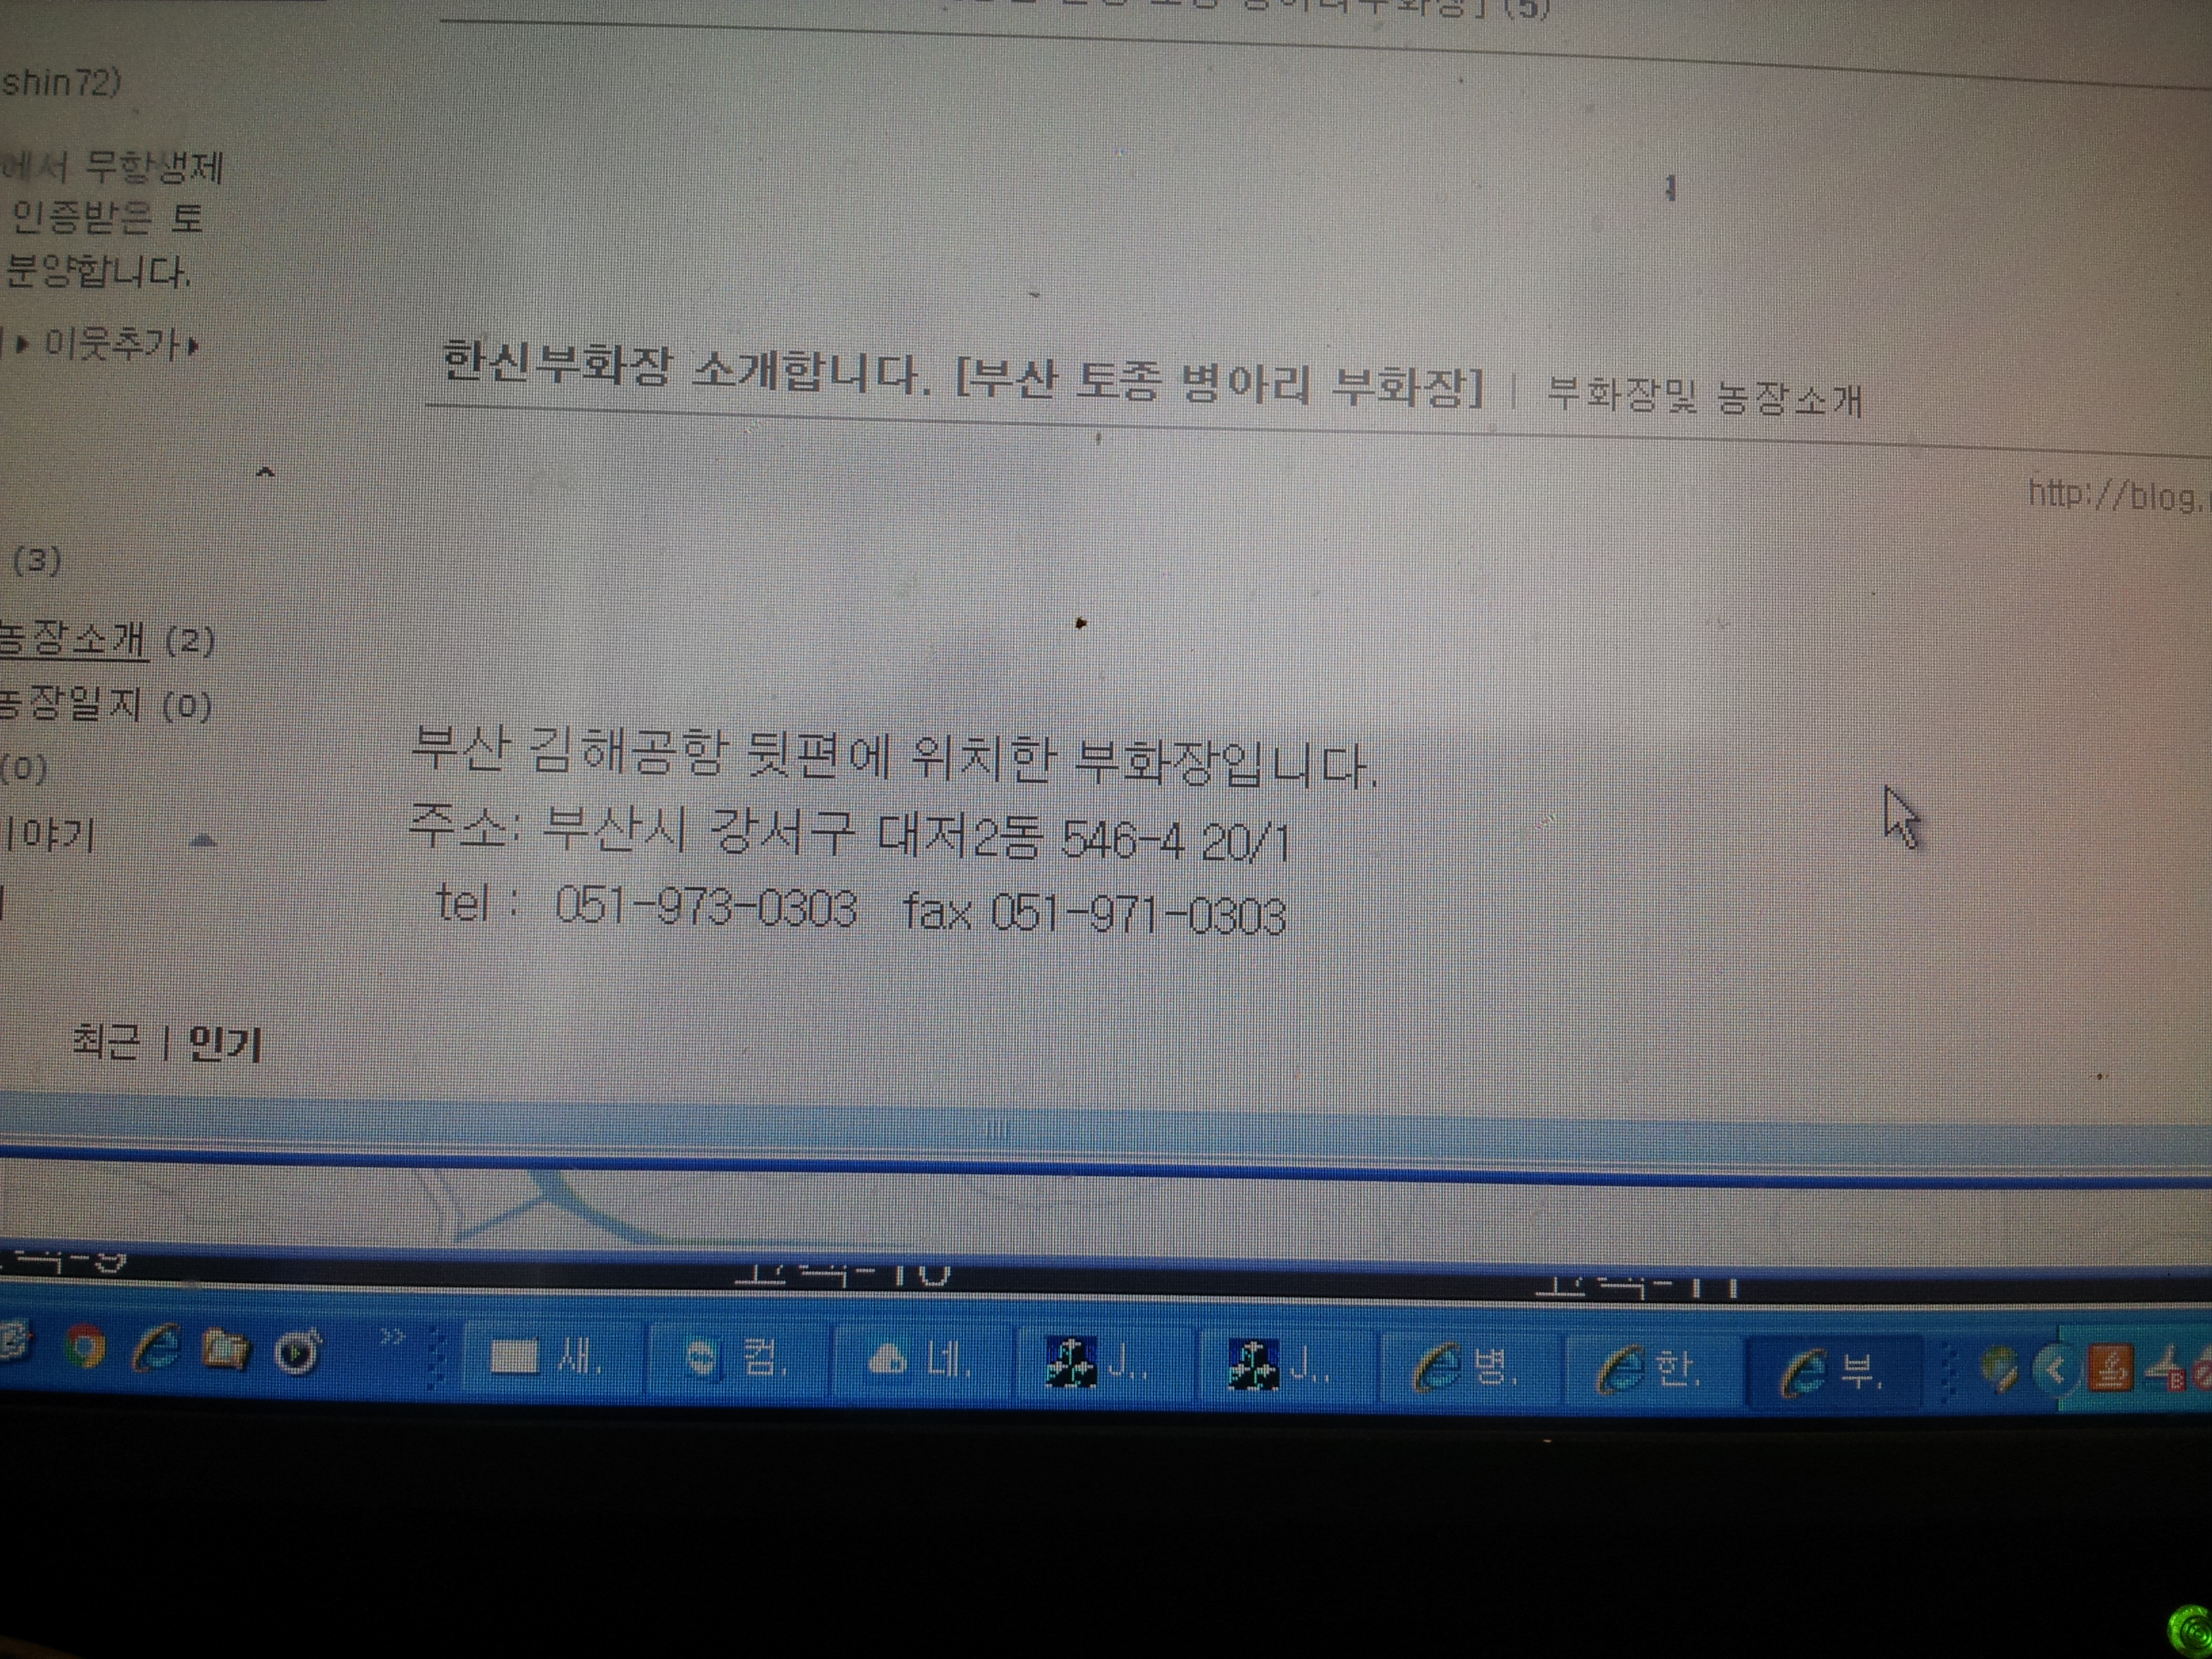 (5)
shin72)
에서 무항생제
인증받은 토
분양합니다.
이웃추가
한신부화장 소개합니다. [부산 토종 병아리 부화장] | 부화장및 농장소개
http://blog.
(3)
농장소개 (2)
농장일지 (0)
(0)
이야기
부산 김해공항 뒷편에 위치한 부화장입니다.
주소: 부산시 강서구 대저2동 546-4 20/1
tel : 051-973-0303 fax 051-971-0303
최근 | 인기
새. 컴. 네. J.. J.. 병. 한. 부.